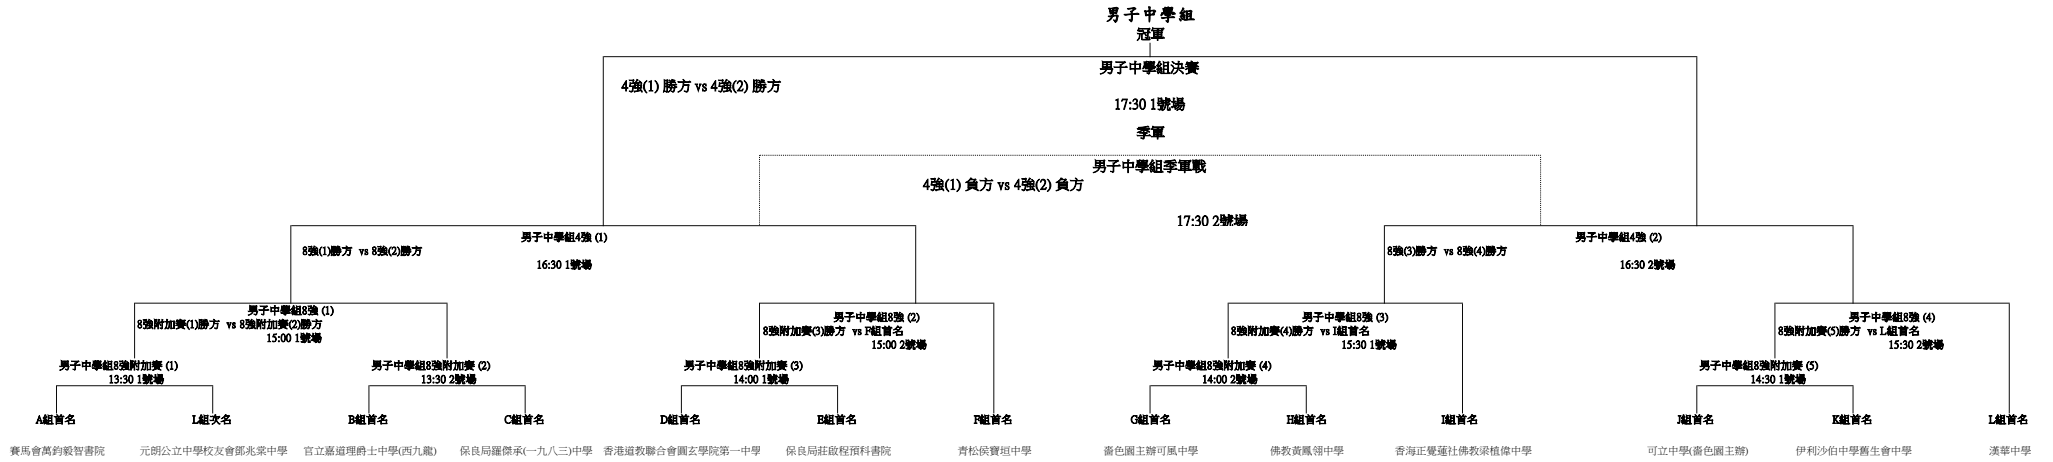 男子中學組
冠軍
男子中學組決賽
4強(1) 勝方 vs 4強(2) 勝方
17:30 1號場
季軍
男子中學組季軍戰
4強(1) 負方 vs 4強(2) 負方
17:30 2號場
男子中學組4強 (1)
8強(1)勝方 vs 8強(2)勝方
16:30 1號場
男子中學組4強 (2)
8強(3)勝方 vs 8強(4)勝方
16:30 2號場
男子中學組8強 (1)
8強附加賽(1)勝方 vs 8強附加賽(2)勝方
15:00 1號場
男子中學組8強 (2)
8強附加賽(3)勝方 vs F組首名
15:00 2號場
男子中學組8強 (3)
8強附加賽(4)勝方 vs I組首名
15:30 1號場
男子中學組8強 (4)
8強附加賽(5)勝方 vs L組首名
15:30 2號場
男子中學組8強附加賽 (1)
13:30 1號場
男子中學組8強附加賽 (2)
13:30 2號場
男子中學組8強附加賽 (3)
14:00 1號場
男子中學組8強附加賽 (4)
14:00 2號場
男子中學組8強附加賽 (5)
14:30 1號場
A組首名
L組次名
B組首名
C組首名
D組首名
E組首名
F組首名
G組首名
H組首名
I組首名
J組首名
K組首名
L組首名
賽馬會萬鈞毅智書院
元朗公立中學校友會鄧兆棠中學
官立嘉道理爵士中學(西九龍)
保良局羅傑承(一九八三)中學
香港道教聯合會圓玄學院第一中學
保良局莊啟程預科書院
青松侯寶垣中學
嗇色園主辦可風中學
佛教黃鳳翎中學
香海正覺蓮社佛教梁植偉中學
可立中學(嗇色園主辦)
伊利沙伯中學舊生會中學
漢華中學